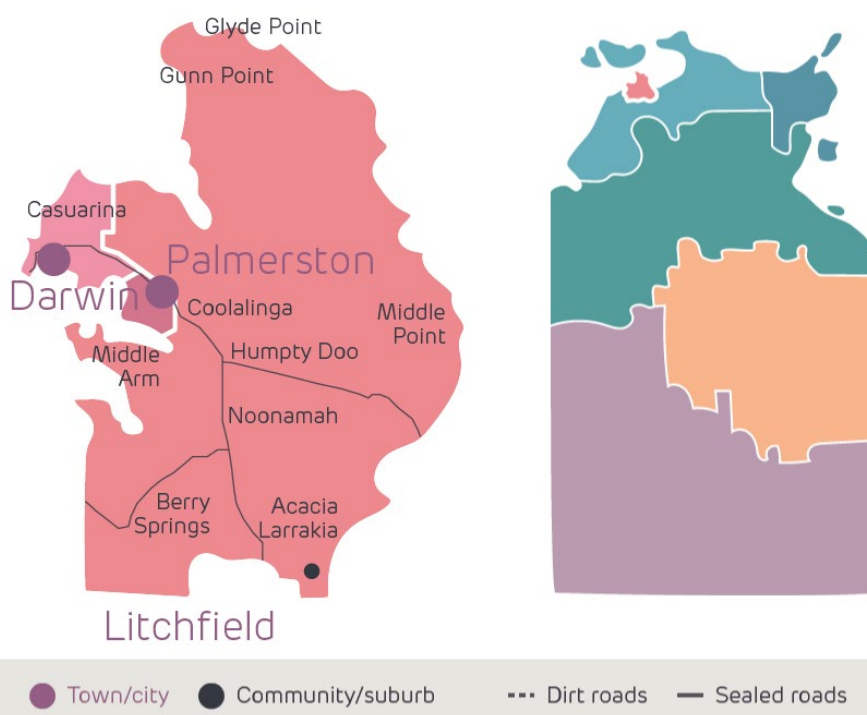 Glyde Point
Gunn Point
Casuarina
Palmerston
Darwin
Coolalinga
Middle
Point
Middle
Arm
Humpty Doo
Noonamah
Berry
Springs
Acacia
Larrakia
Litchfield
Town/city
Community/suburb
Dirt roads
Sealed roads